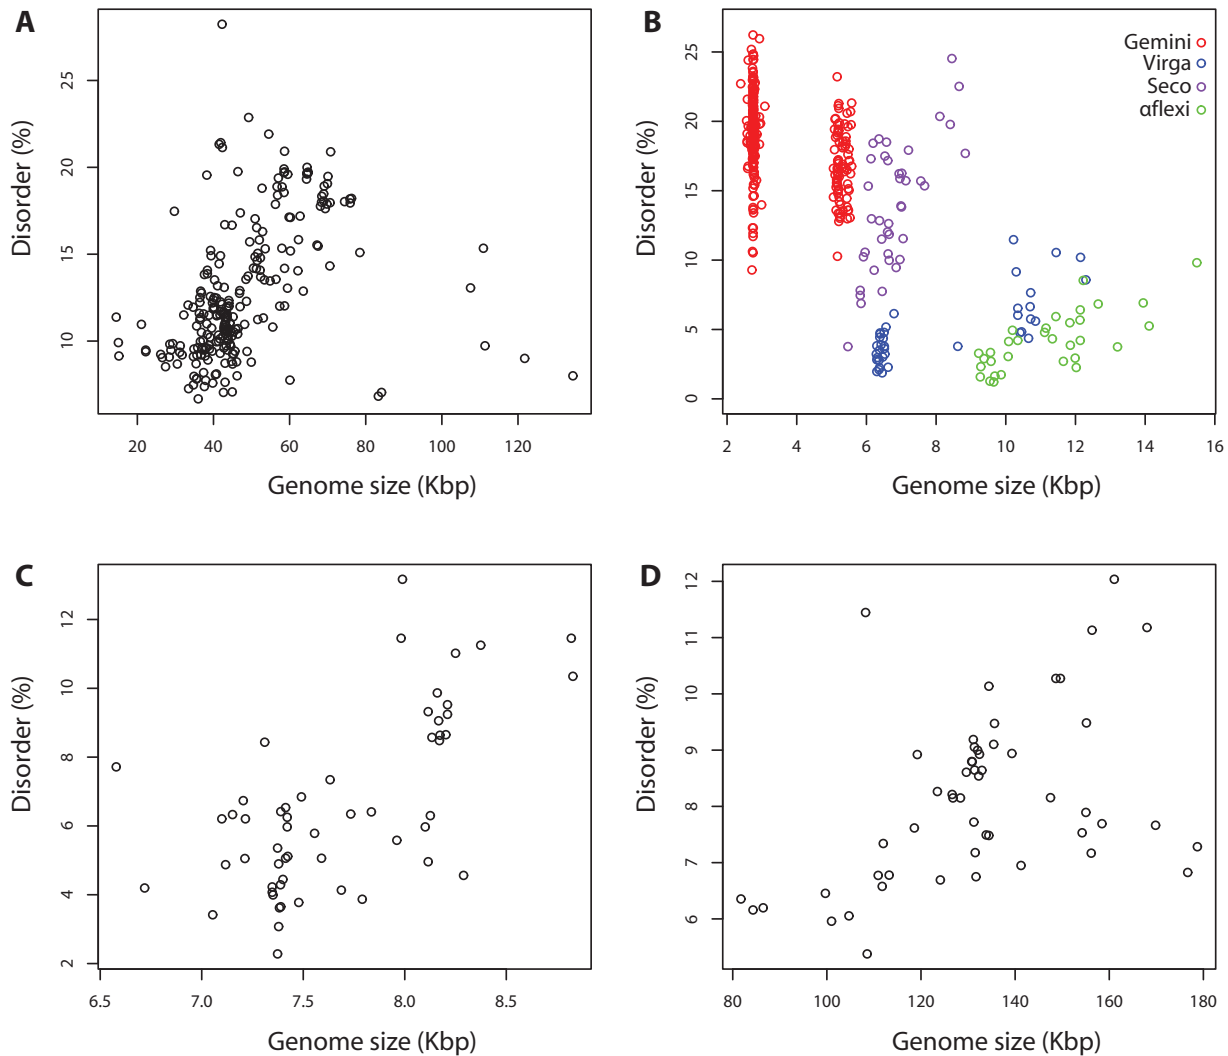 A
Disorder (%)
25
20
15
10
20 40 60 80 100 120
Genome size (Kbp)
B
Disorder (%)
25
20
15
10
5
0
Gemini
Virga
Seco
αflexi
2 4 6 8 10 12 14 16
Genome size (Kbp)
C
Disorder (%)
12
10
8
6
4
2
6.5 7.0 7.5 8.0 8.5
Genome size (Kbp)
D
Disorder (%)
12
11
10
9
8
7
6
80 100 120 140 160 180
Genome size (Kbp)